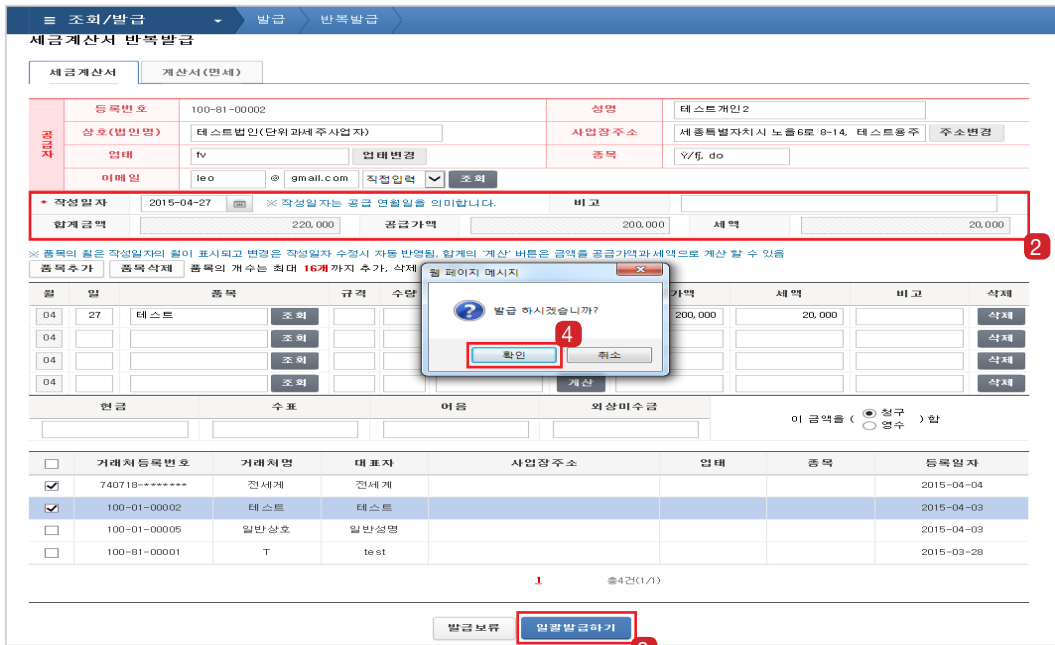 ≡ 조회/발급 발급 반복발급
세금계산서 반복발급
세금계산서 계산서(면세)
공급자
등록번호 100-81-00002 성명 테스트개인2
상호(법인명) 테스트법인(단위과세주사업자) 사업장주소 세종특별자치시 노을6로 8-14, 테스트용주 주소변경
업태 fv 업태변경 종목 Ÿ/fj, do
이메일 leo @ gmail.com 직접입력 조회
* 작성일자 2015-04-27 ※ 작성일자는 공급 연월일을 의미합니다. 비고
합계금액 220,000 공급가액 200,000 세액 20,000
2
※ 품목의 월은 작성일자의 월이 표시되고 변경은 작성일자 수정시 자동 반영됨, 합계의 '계산' 버튼은 금액을 공급가액과 세액으로 계산 할 수 있음
품목추가 품목삭제 품목의 개수는 최대 16개까지 추가, 삭제
웹 페이지 메시지
발급 하시겠습니까?
4
확인 취소
월 일 품목 규격 수량 가액 세액 비고 삭제
04 27 테스트 조회 200,000 20,000 삭제
04 조회 삭제
04 조회 삭제
04 조회 계산 삭제
현금 수표 어음 외상미수금
이 금액을 ( 청구 영수 ) 함
거래처등록번호 거래처명 대표자 사업장주소 업태 종목 등록일자
740718-******* 전세계 전세계 2015-04-04
100-01-00002 테스트 테스트 2015-04-03
100-01-00005 일반상호 일반성명 2015-04-03
100-81-00001 T test 2015-03-28
1 총4건(1/1)
발급보류 일괄발급하기